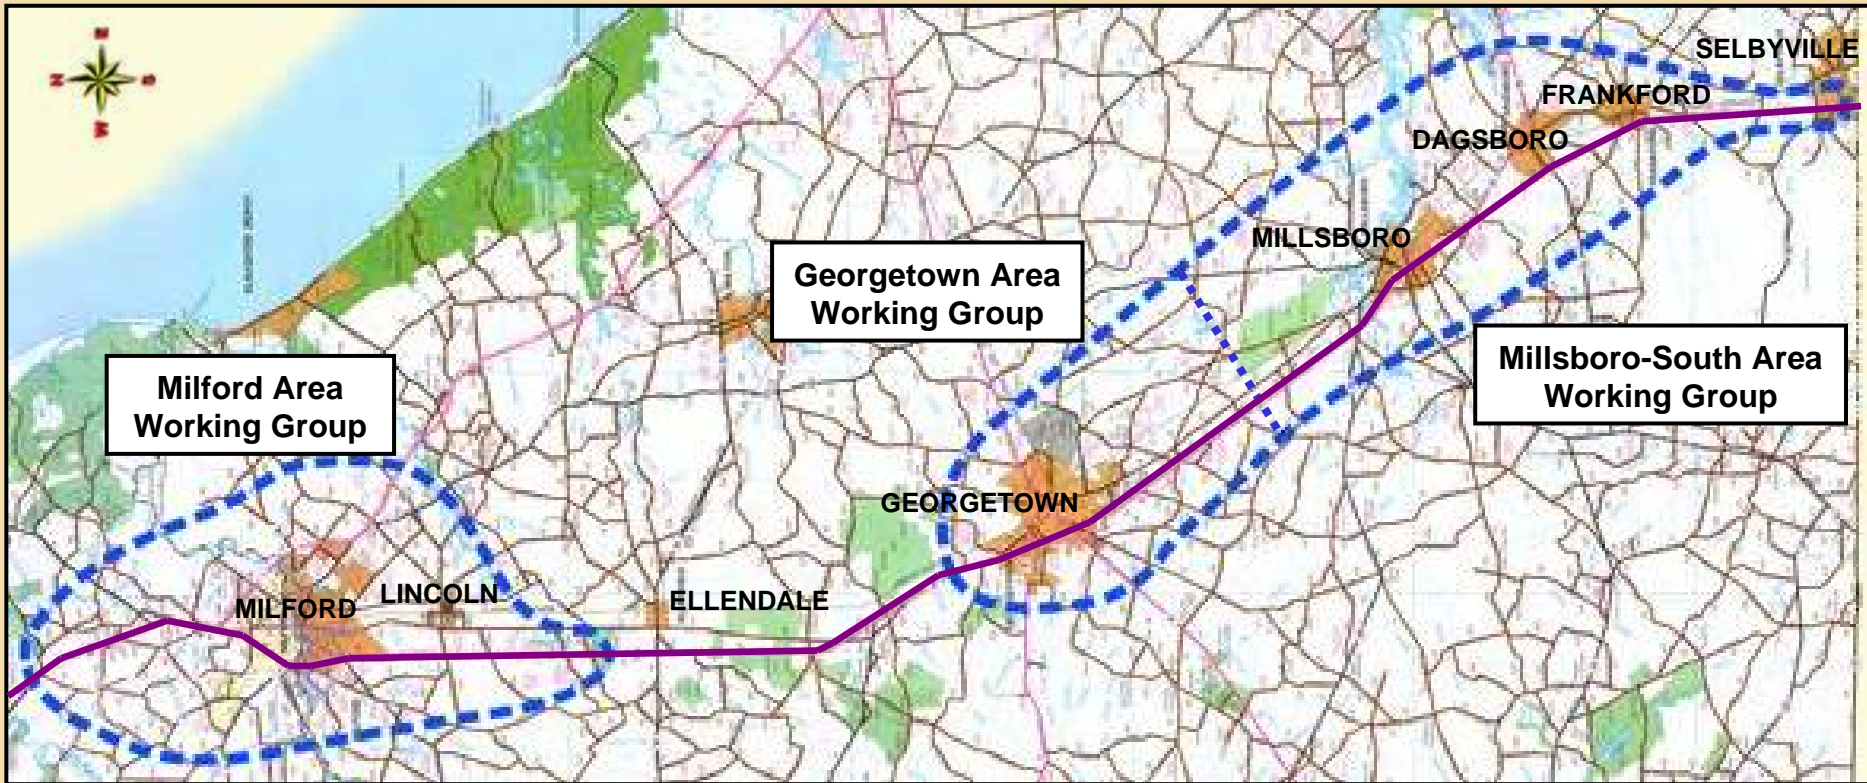 E
N
S
W
SELBYVILLE
FRANKFORD
DAGSBORO
MILLSBORO
Georgetown Area
Working Group
Millsboro-South Area
Working Group
Milford Area
Working Group
GEORGETOWN
ELLENDALE
LINCOLN
MILFORD